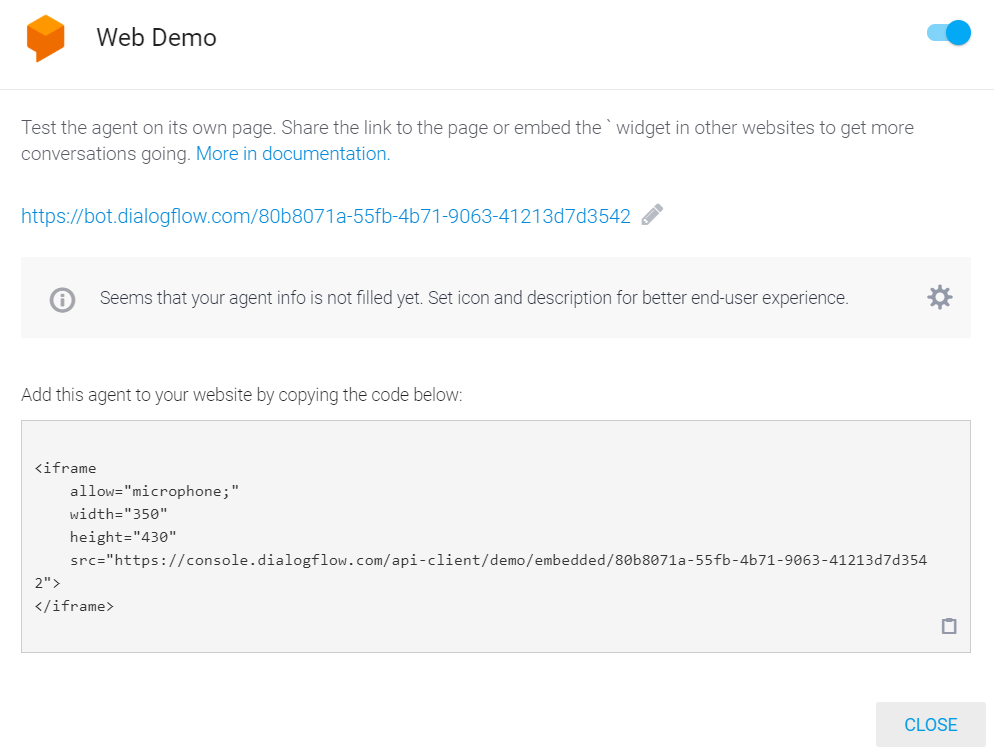 Web Demo
Test the agent on its own page. Share the link to the page or embed the ` widget in other websites to get more
conversations going. More in documentation.
https://bot.dialogflow.com/80b8071a-55fb-4b71-9063-41213d7d3542
Seems that your agent info is not filled yet. Set icon and description for better end-user experience.
Add this agent to your website by copying the code below:
<iframe
    allow="microphone;"
    width="350"
    height="430"
    src="https://console.dialogflow.com/api-client/demo/embedded/80b8071a-55fb-4b71-9063-41213d7d354
2">
</iframe>
CLOSE